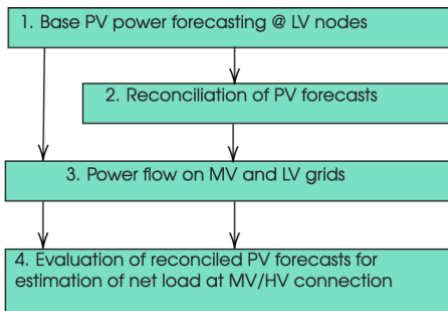 1. Base PV power forecasting @ LV nodes
2. Reconciliation of PV forecasts
3. Power flow on MV and LV grids
4. Evaluation of reconciled PV forecasts for
estimation of net load at MV/HV connection